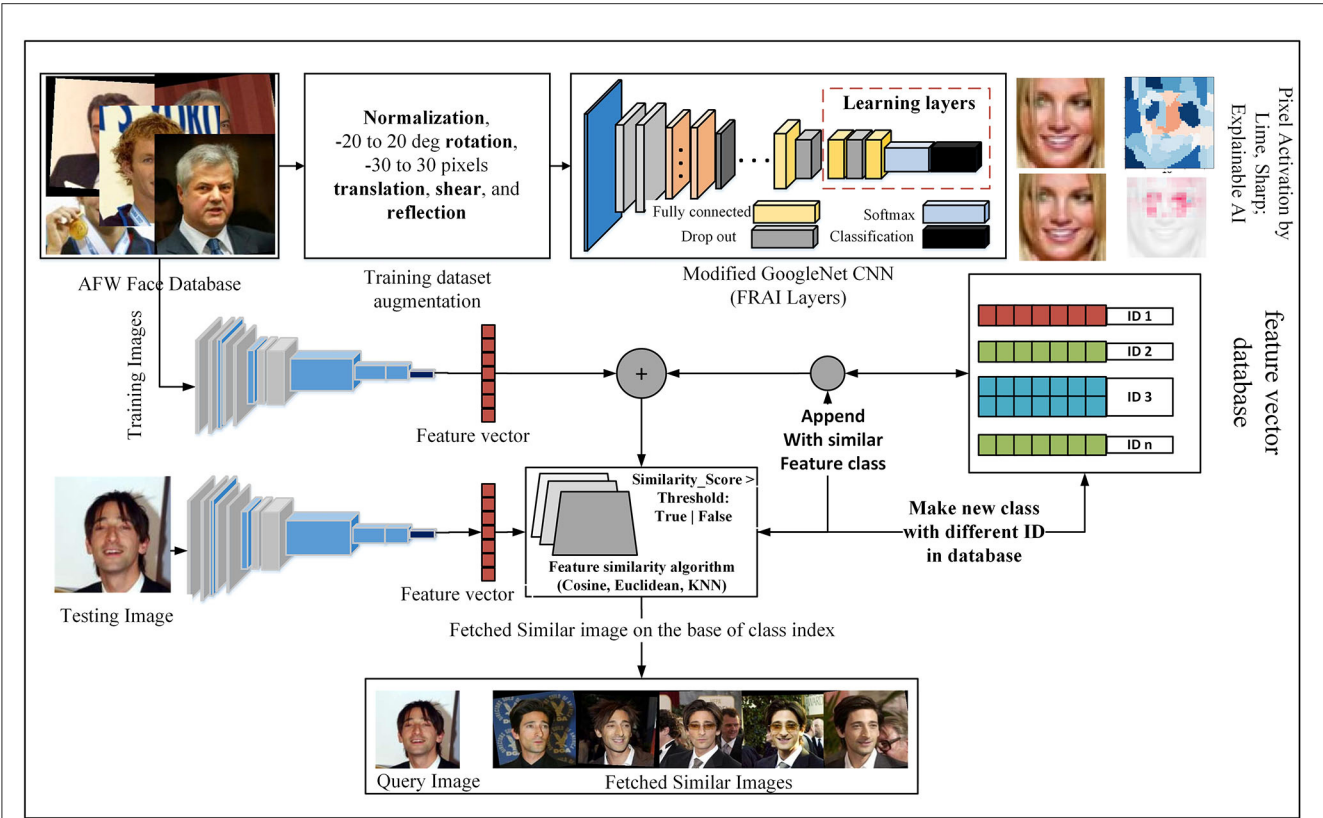 Normalization,
-20 to 20 deg rotation,
-30 to 30 pixels
translation, shear, and
reflection
Learning layers
Fully connected
Softmax
Drop out
Classification
Pixel Activation by
Lime, Sharp;
Explainable AI
AFW Face Database
Training dataset
augmentation
Modified GoogleNet CNN
(FRAI Layers)
Training Images
Feature vector
+
Append
With similar
Feature class
ID 1
ID 2
ID 3
ID n
feature vector
database
Testing Image
Feature vector
Similarity_Score >
Threshold:
True | False
Feature similarity algorithm
(Cosine, Euclidean, KNN)
Make new class
with different ID
in database
Fetched Similar image on the base of class index
Query Image
Fetched Similar Images